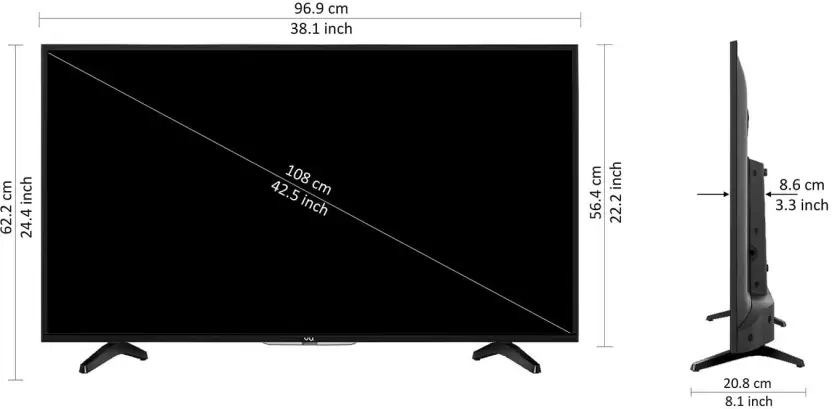 96.9 cm
38.1 inch
62.2 cm
24.4 inch
108 cm
42.5 inch
56.4 cm
22.2 inch
vu
8.6 cm
3.3 inch
20.8 cm
8.1 inch